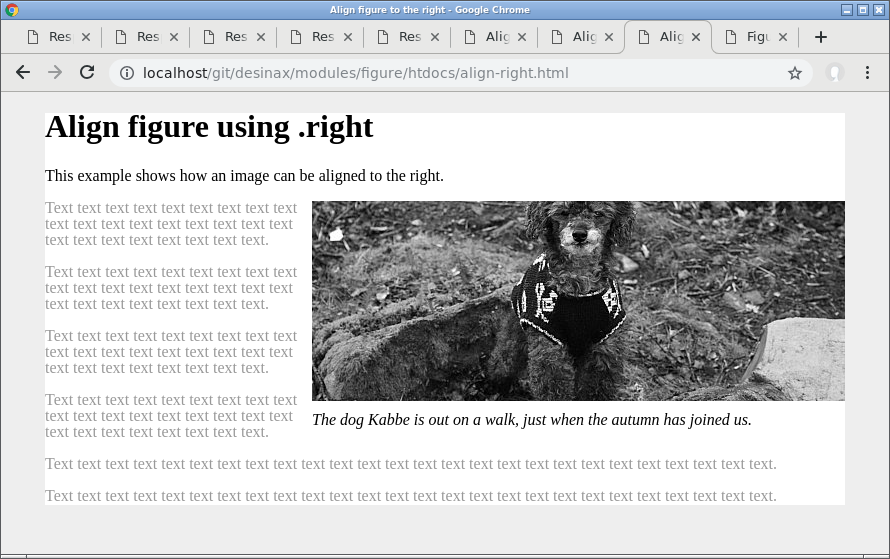 Align figure to the right - Google Chrome
Res
Res
Res
Res
Res
Alig
Alig
Alig
Figu
localhost/git/desinax/modules/figure/htdocs/align-right.html
Align figure using .right
This example shows how an image can be aligned to the right.
Text text text text text text text text text
text text text text text text text text text
text text text text text text text text.
Text text text text text text text text text
text text text text text text text text text
text text text text text text text text.
Text text text text text text text text text
text text text text text text text text text
text text text text text text text text.
Text text text text text text text text text
text text text text text text text text text
text text text text text text text text.
The dog Kabbe is out on a walk, just when the autumn has joined us.
Text text text text text text text text text text text text text text text text text text text text text text text text text text.
Text text text text text text text text text text text text text text text text text text text text text text text text text text.